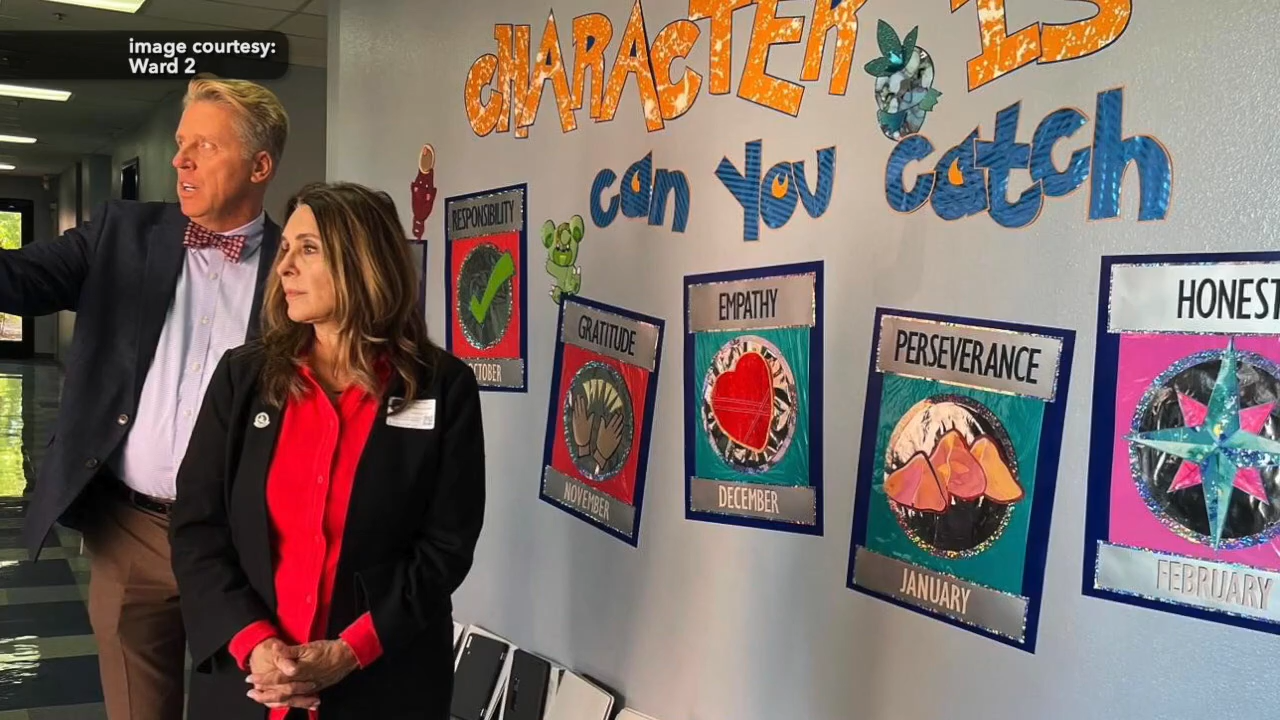 image courtesy:
Ward 2
CHARACTER IS
can you catch
RESPONSIBILITY
OCTOBER
GRATITUDE
NOVEMBER
EMPATHY
DECEMBER
PERSEVERANCE
JANUARY
HONEST
FEBRUARY